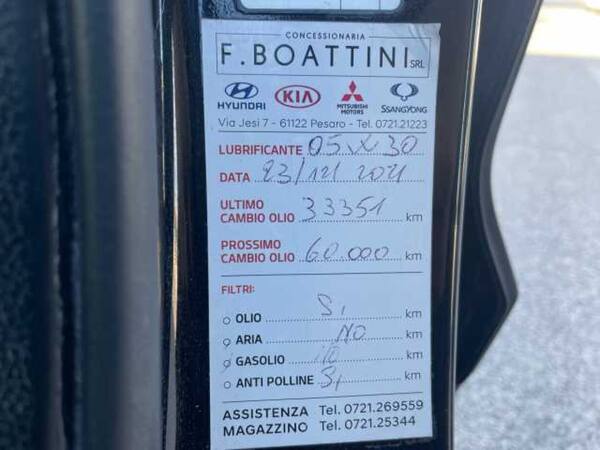 CONCESSIONARIA
F. BOATTINI SRL
HYUNDAI KIA MITSUBISHI MOTORS SSANGYONG
Via Jesi 7 - 61122 Pesaro - Tel. 0721.21223
LUBRIFICANTE 05 W 30
DATA 23/12/2021
ULTIMO
CAMBIO OLIO 33351 km
PROSSIMO
CAMBIO OLIO 60.000 km
FILTRI:
OLIO Si km
ARIA NO km
GASOLIO NO km
ANTI POLLINE Si km
ASSISTENZA Tel. 0721.269559
MAGAZZINO Tel. 0721.25344